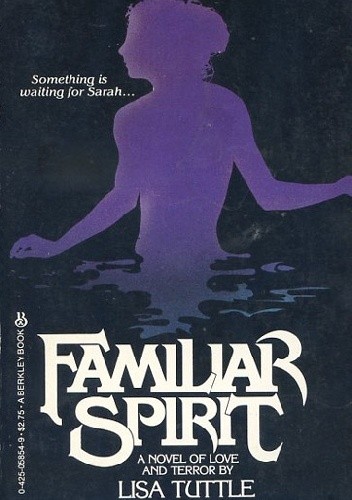 Something is
waiting for Sarah...
FAMILIAR
SPIRIT
A NOVEL OF LOVE
AND TERROR BY
LISA TUTTLE
0-425-05854-9 • $2.75 • A BERKLEY BOOK